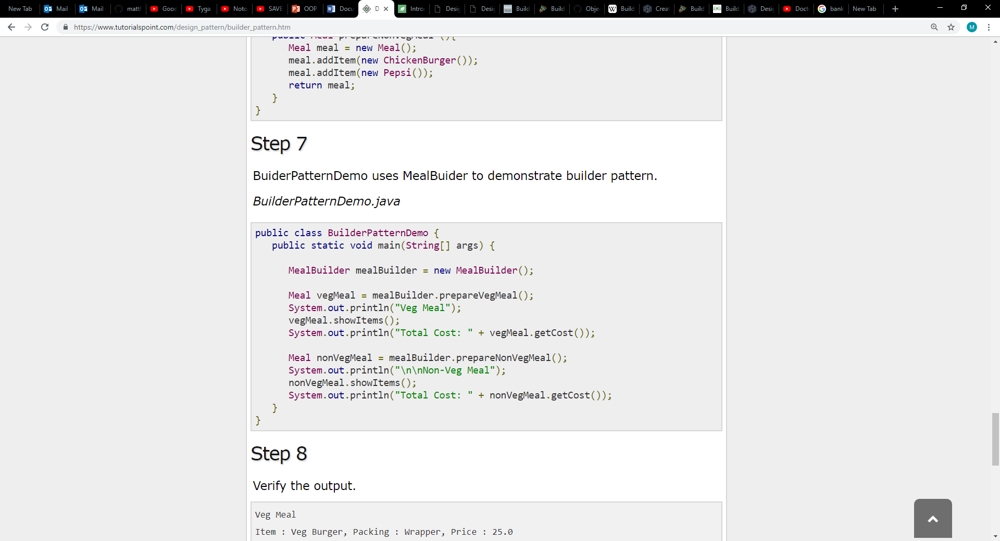 New Tab Mail Mail matt Good Tyga Noto SAVE OOP Docu D Intro Desig Desig Build Build Obje Build Creat Build Build Desig Doct bank New Tab
https://www.tutorialspoint.com/design_pattern/builder_pattern.htm M
public Meal prepareNonVegMeal (){
Meal meal = new Meal();
meal.addItem(new ChickenBurger());
meal.addItem(new Pepsi());
return meal;
}
}
Step 7
BuiderPatternDemo uses MealBuider to demonstrate builder pattern.
BuilderPatternDemo.java
public class BuilderPatternDemo {
public static void main(String[] args) {
MealBuilder mealBuilder = new MealBuilder();
Meal vegMeal = mealBuilder.prepareVegMeal();
System.out.println("Veg Meal");
vegMeal.showItems();
System.out.println("Total Cost: " + vegMeal.getCost());
Meal nonVegMeal = mealBuilder.prepareNonVegMeal();
System.out.println("\n\nNon-Veg Meal");
nonVegMeal.showItems();
System.out.println("Total Cost: " + nonVegMeal.getCost());
}
}
Step 8
Verify the output.
Veg Meal
Item : Veg Burger, Packing : Wrapper, Price : 25.0